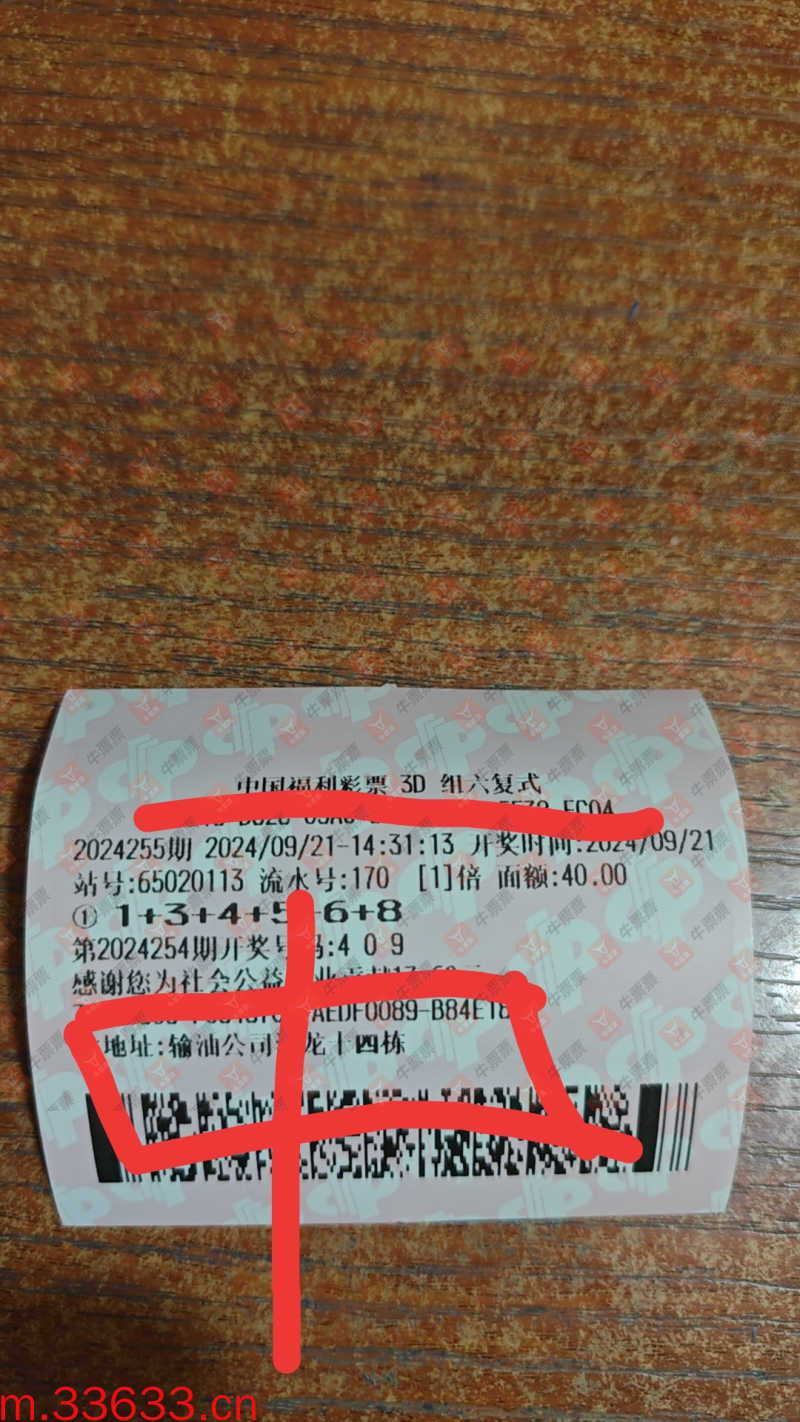 中国福利彩票 3D 组六复式
2024255期 2024/09/21-14:31:13 开奖时间:2024/09/21
站号:65020113 流水号:170 [1]倍 面额:40.00
① 1+3+4+5+6+8
第2024254期开奖号码:4 0 9
感谢您为社会公益
AEDF0089-B84E18
地址:输油公司 龙十四栋
中
牛票票
m.33633.cn